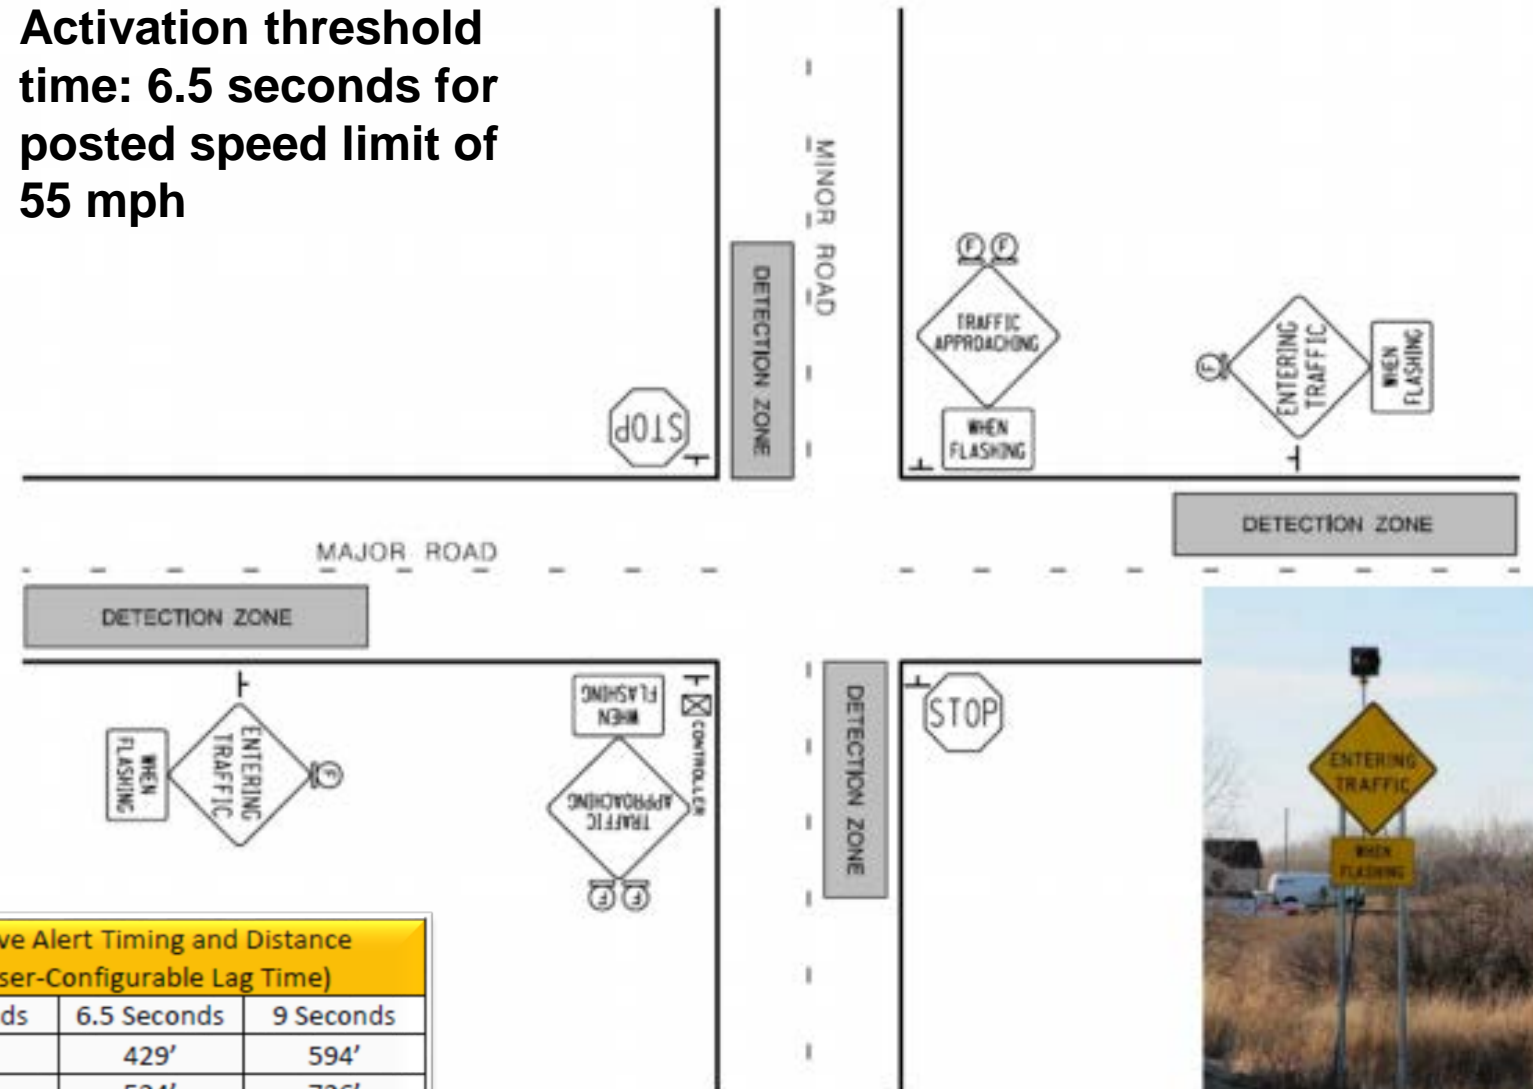 Activation threshold
time: 6.5 seconds for
posted speed limit of
55 mph
MINOR ROAD
DETECTION ZONE
STOP
TRAFFIC
APPROACHING
WHEN
FLASHING
ENTERING
TRAFFIC
WHEN
FLASHING
DETECTION ZONE
MAJOR ROAD
DETECTION ZONE
ENTERING
TRAFFIC
WHEN
FLASHING
WHEN
FLASHING
TRAFFIC
APPROACHING
CONTROLLER
DETECTION ZONE
STOP
F F
F
F
F F
ENTERING
TRAFFIC
WHEN
FLASHING
ve Alert Timing and Distance
ser-Configurable Lag Time)
ds 6.5 Seconds 9 Seconds
429' 594'